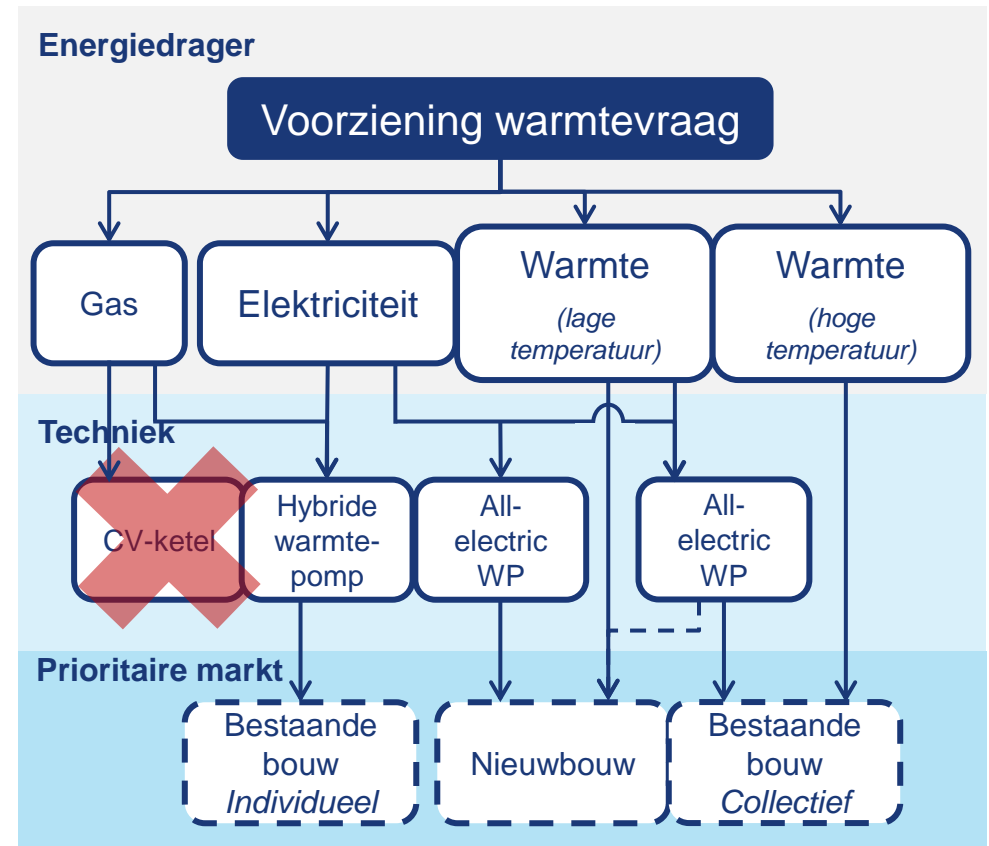 Energiedrager
Voorziening warmtevraag
Gas
Elektriciteit
Warmte
(lage
temperatuur)
Warmte
(hoge
temperatuur)
Techniek
CV-ketel
Hybride
warmte-
pomp
All-
electric
WP
All-
electric
WP
Prioritaire markt
Bestaande
bouw
Individueel
Nieuwbouw
Bestaande
bouw
Collectief